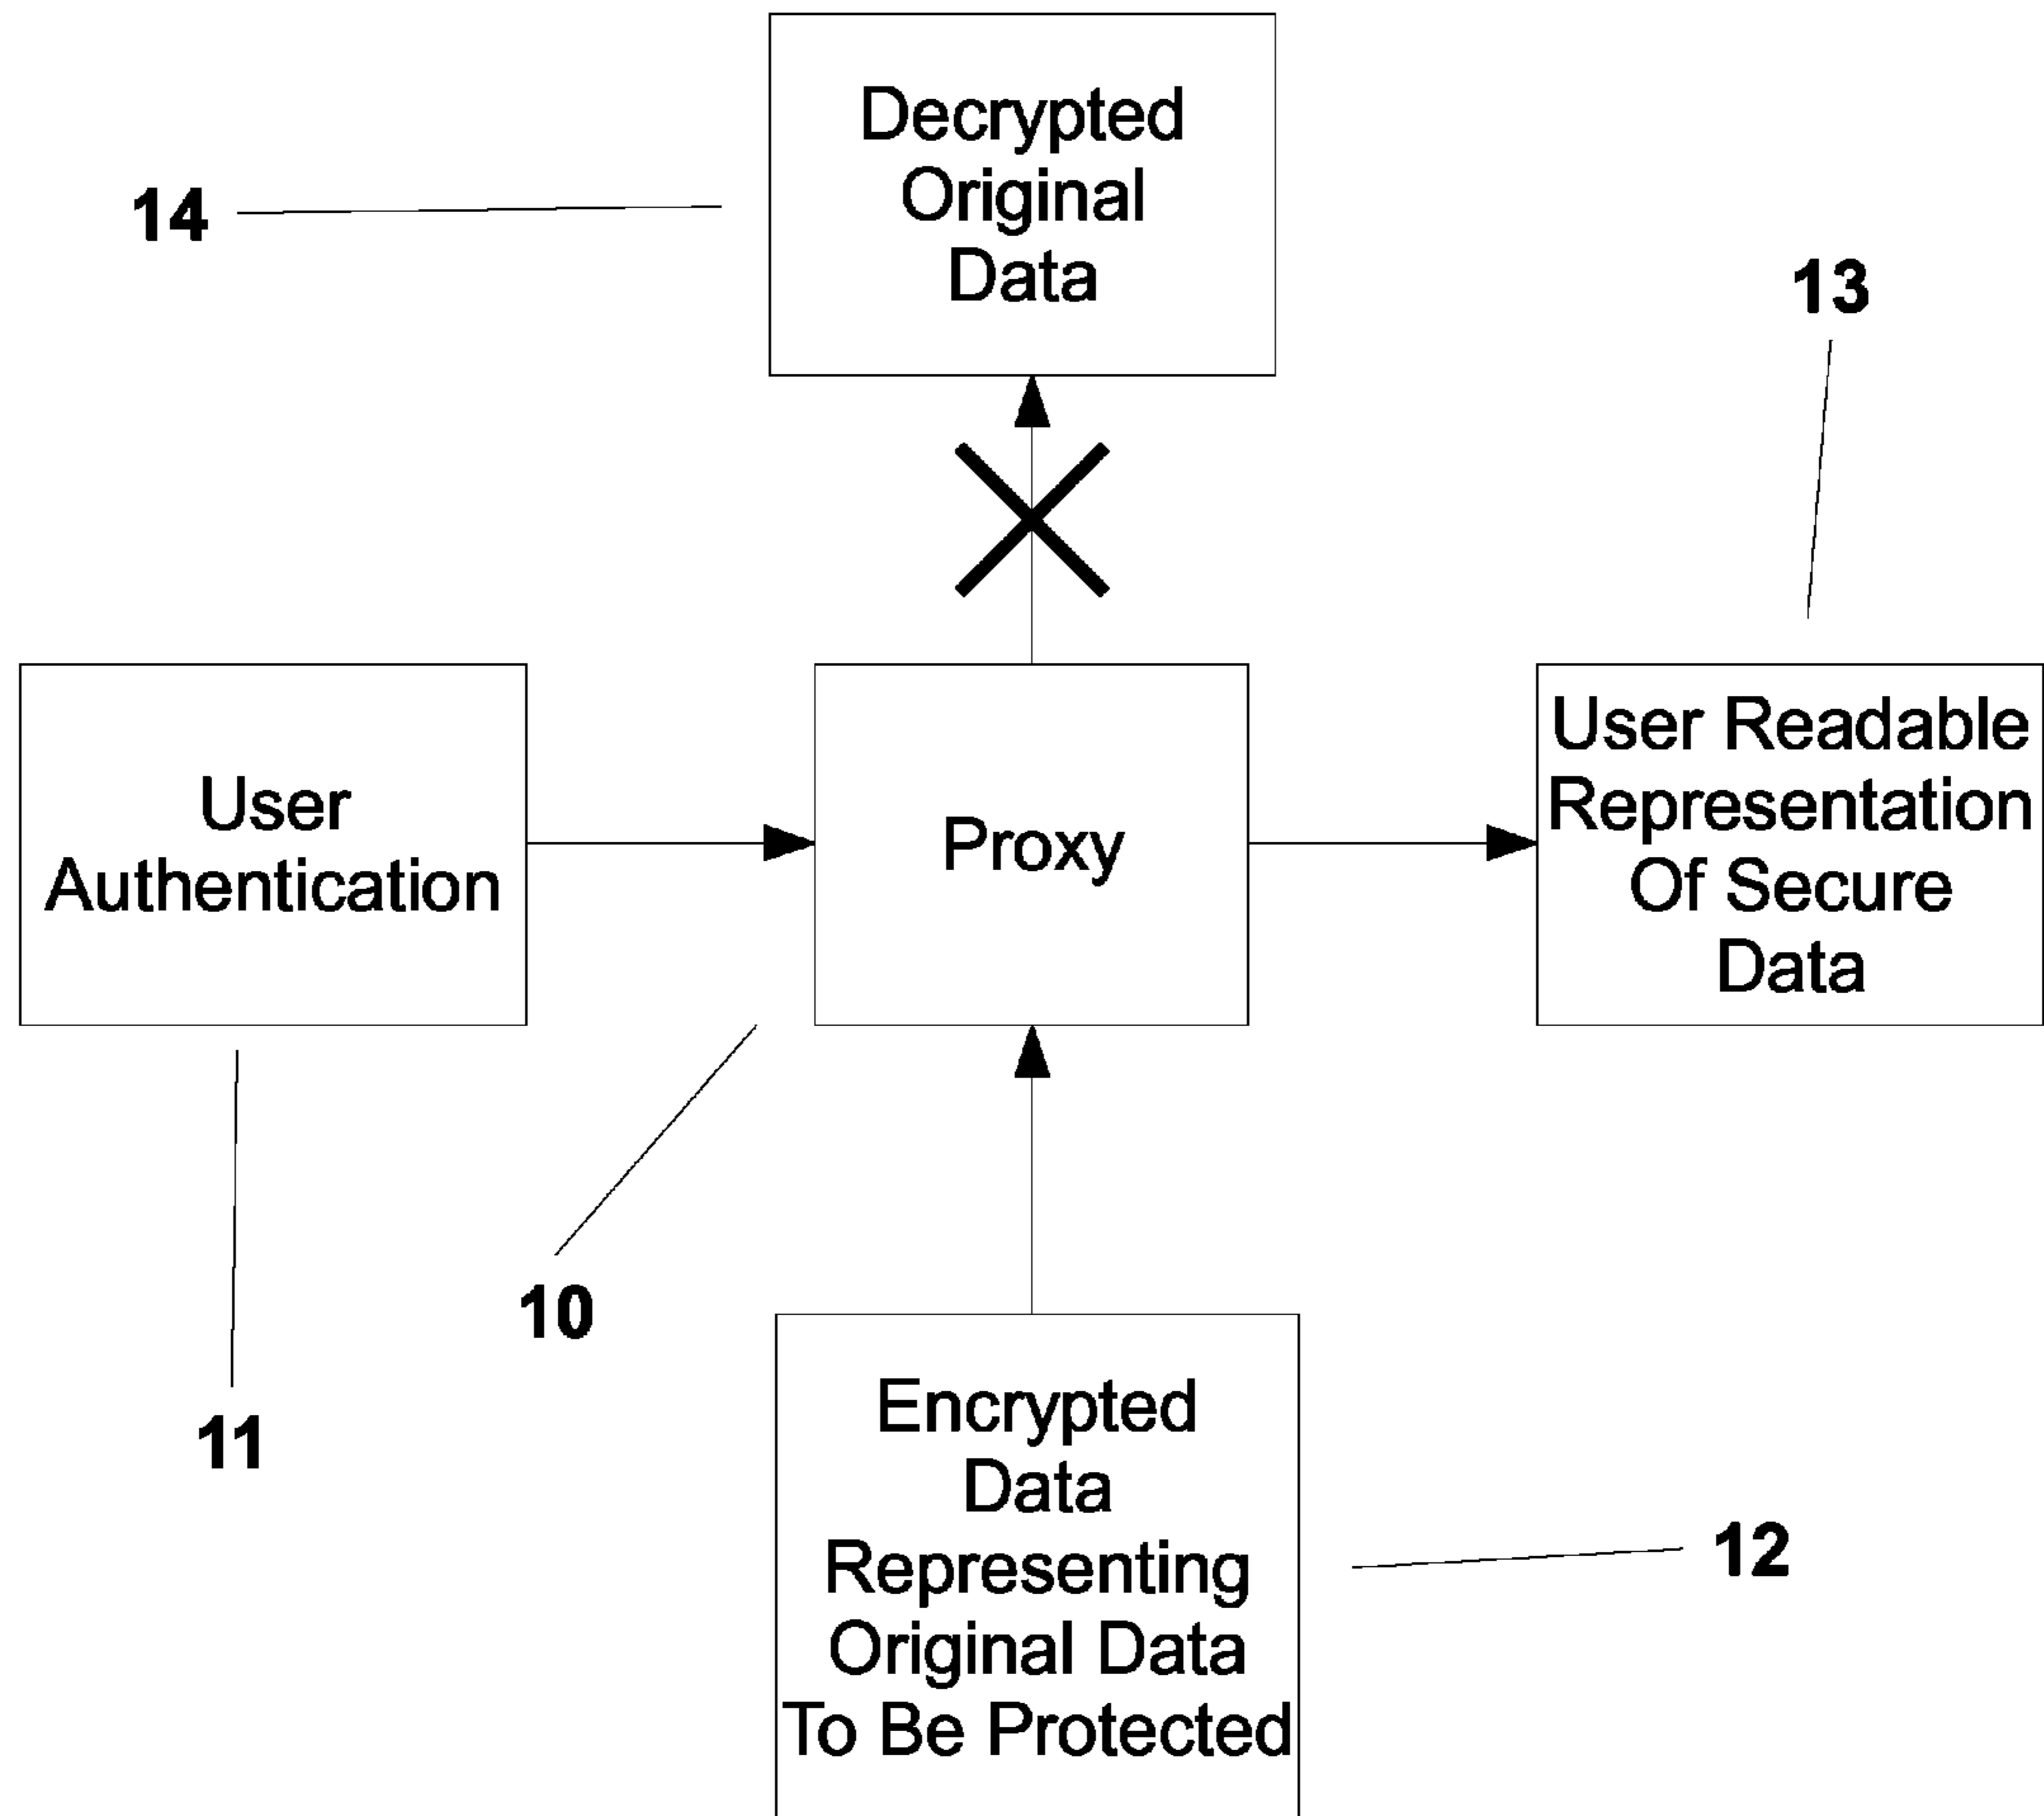 Decrypted
Original
Data
14
13
User
Authentication
Proxy
User Readable
Representation
Of Secure
Data
10
11
Encrypted
Data
Representing
Original Data
To Be Protected
12